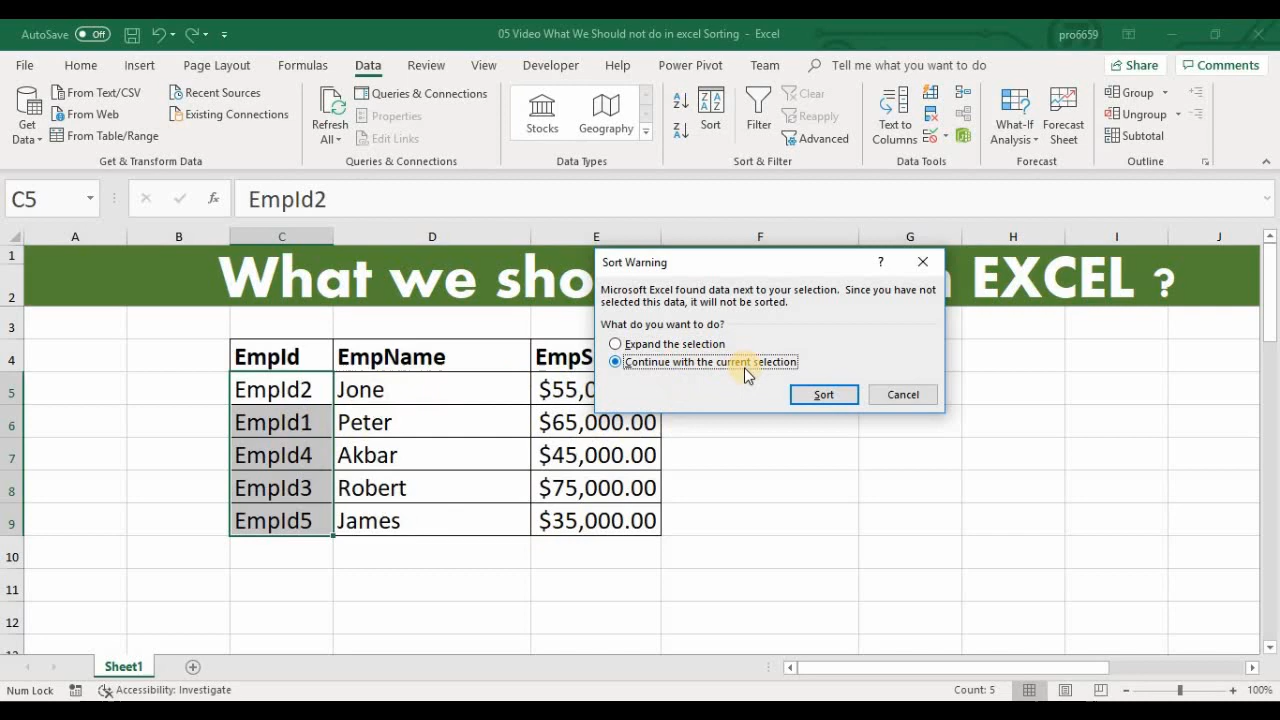 AutoSave Off 05 Video What We Should not do in excel Sorting - Excel pro6659
File Home Insert Page Layout Formulas Data Review View Developer Help Power Pivot Team Tell me what you want to do Share Comments
Get Data
From Text/CSV
From Web
From Table/Range
Recent Sources
Existing Connections
Get & Transform Data
Refresh All
Queries & Connections
Properties
Edit Links
Queries & Connections
Stocks
Geography
Data Types
Sort
Filter
Clear
Reapply
Advanced
Sort & Filter
Text to Columns
Data Tools
What-If Analysis
Forecast Sheet
Forecast
Group
Ungroup
Subtotal
Outline
C5 fx EmpId2
A B C D E F G H I J
1
2
What we shou
n EXCEL ?
3
4 EmpId EmpName EmpS
5 EmpId2 Jone $55,0
6 EmpId1 Peter $65,000.00
7 EmpId4 Akbar $45,000.00
8 EmpId3 Robert $75,000.00
9 EmpId5 James $35,000.00
10
11
12
Sort Warning ?
Microsoft Excel found data next to your selection. Since you have not
selected this data, it will not be sorted.
What do you want to do?
Expand the selection
Continue with the current selection
Sort Cancel
Sheet1
Num Lock Accessibility: Investigate Count: 5 100%